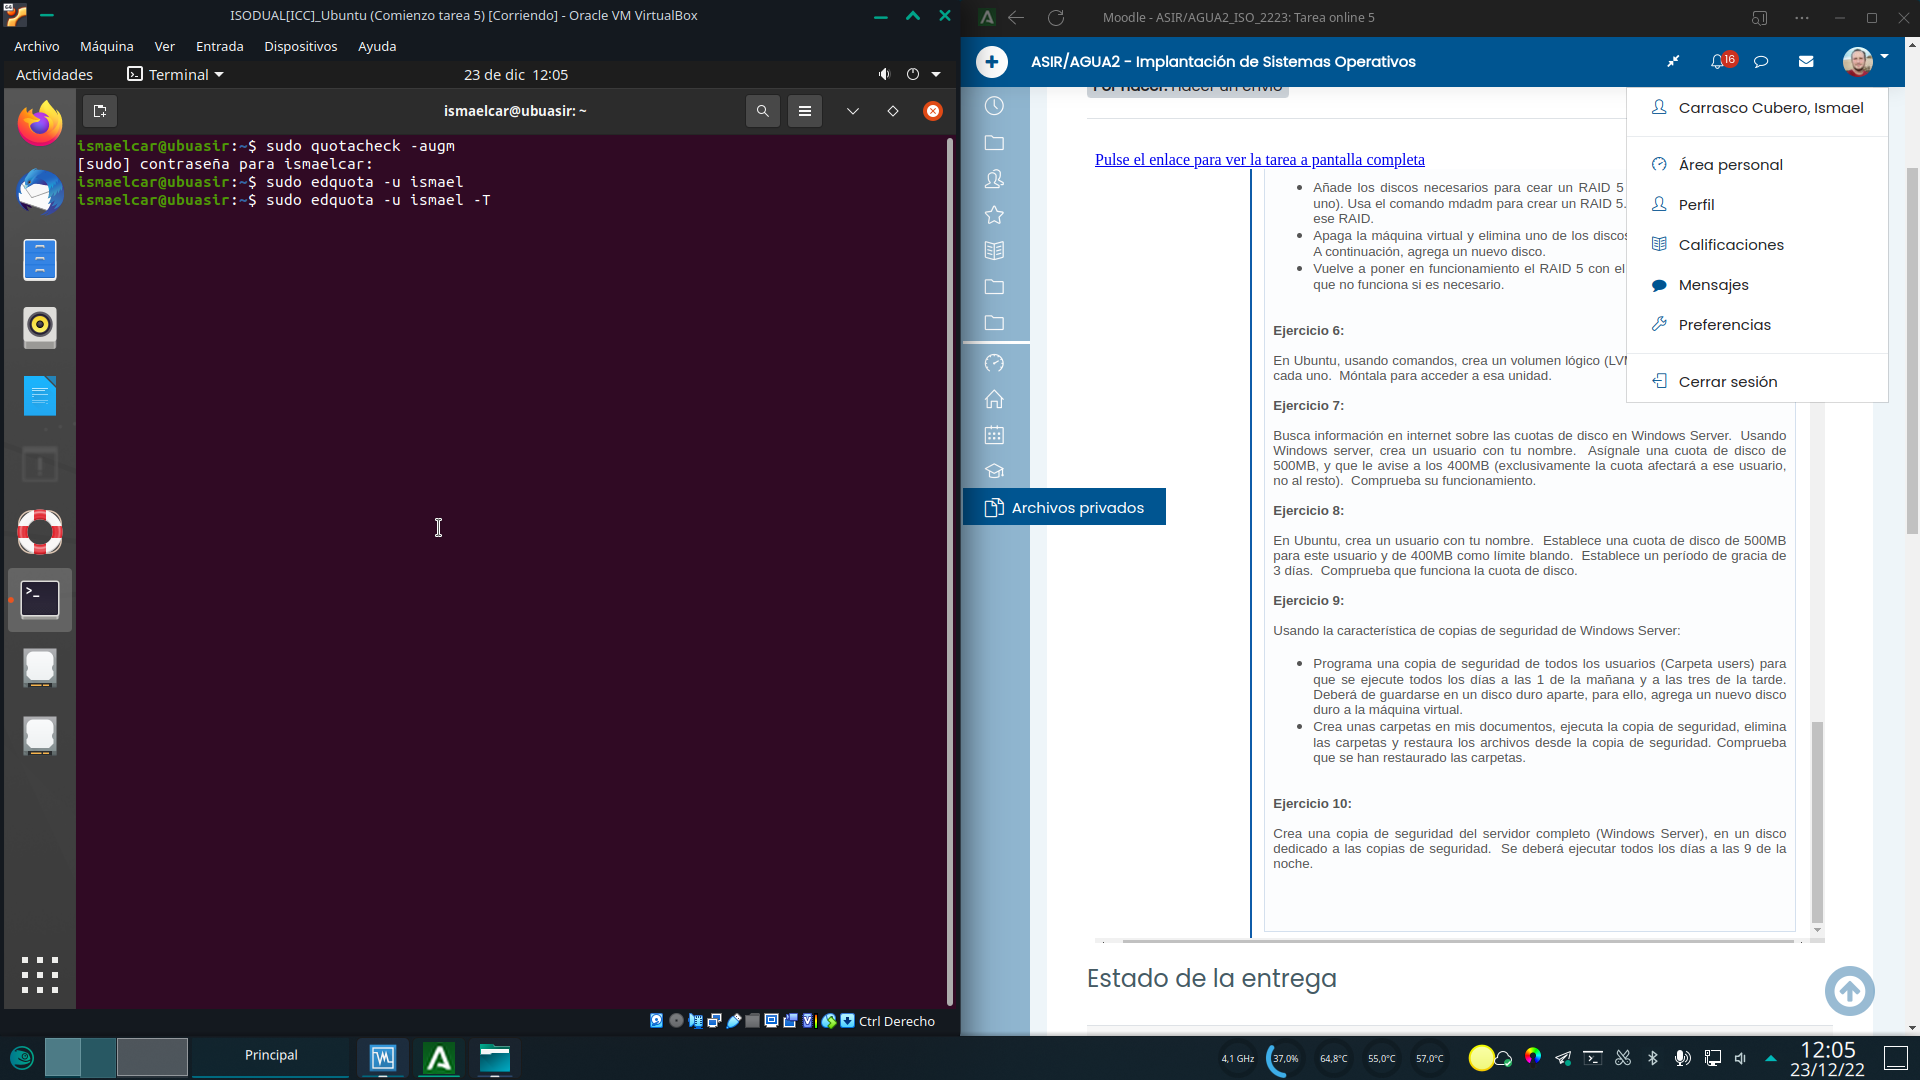 ISODUAL[ICC]_Ubuntu (Comienzo tarea 5) [Corriendo] - Oracle VM VirtualBox
Archivo Máquina Ver Entrada Dispositivos Ayuda
Actividades Terminal 23 de dic 12:05
ismaelcar@ubuasir: ~
ismaelcar@ubuasir:~$ sudo quotacheck -augm
[sudo] contraseña para ismaelcar:
ismaelcar@ubuasir:~$ sudo edquota -u ismael
ismaelcar@ubuasir:~$ sudo edquota -u ismael -T
Ctrl Derecho
Moodle - ASIR/AGUA2_ISO_2223: Tarea online 5
ASIR/AGUA2 - Implantación de Sistemas Operativos
16
Por hacer: Hacer un envío
Carrasco Cubero, Ismael
Área personal
Perfil
Calificaciones
Mensajes
Preferencias
Cerrar sesión
Archivos privados
Pulse el enlace para ver la tarea a pantalla completa
Añade los discos necesarios para cear un RAID 5
uno). Usa el comando mdadm para crear un RAID 5.
ese RAID.
Apaga la máquina virtual y elimina uno de los discos
A continuación, agrega un nuevo disco.
Vuelve a poner en funcionamiento el RAID 5 con el
que no funciona si es necesario.
Ejercicio 6:
En Ubuntu, usando comandos, crea un volumen lógico (LVM
cada uno. Móntala para acceder a esa unidad.
Ejercicio 7:
Busca información en internet sobre las cuotas de disco en Windows Server. Usando
Windows server, crea un usuario con tu nombre. Asígnale una cuota de disco de
500MB, y que le avise a los 400MB (exclusivamente la cuota afectará a ese usuario,
no al resto). Comprueba su funcionamiento.
Ejercicio 8:
En Ubuntu, crea un usuario con tu nombre. Establece una cuota de disco de 500MB
para este usuario y de 400MB como límite blando. Establece un período de gracia de
3 días. Comprueba que funciona la cuota de disco.
Ejercicio 9:
Usando la característica de copias de seguridad de Windows Server:
Programa una copia de seguridad de todos los usuarios (Carpeta users) para
que se ejecute todos los días a las 1 de la mañana y a las tres de la tarde.
Deberá de guardarse en un disco duro aparte, para ello, agrega un nuevo disco
duro a la máquina virtual.
Crea unas carpetas en mis documentos, ejecuta la copia de seguridad, elimina
las carpetas y restaura los archivos desde la copia de seguridad. Comprueba
que se han restaurado las carpetas.
Ejercicio 10:
Crea una copia de seguridad del servidor completo (Windows Server), en un disco
dedicado a las copias de seguridad. Se deberá ejecutar todos los días a las 9 de la
noche.
Estado de la entrega
Principal
4,1 GHz 37,0% 64,8°C 55,0°C 57,0°C
12:05
23/12/22